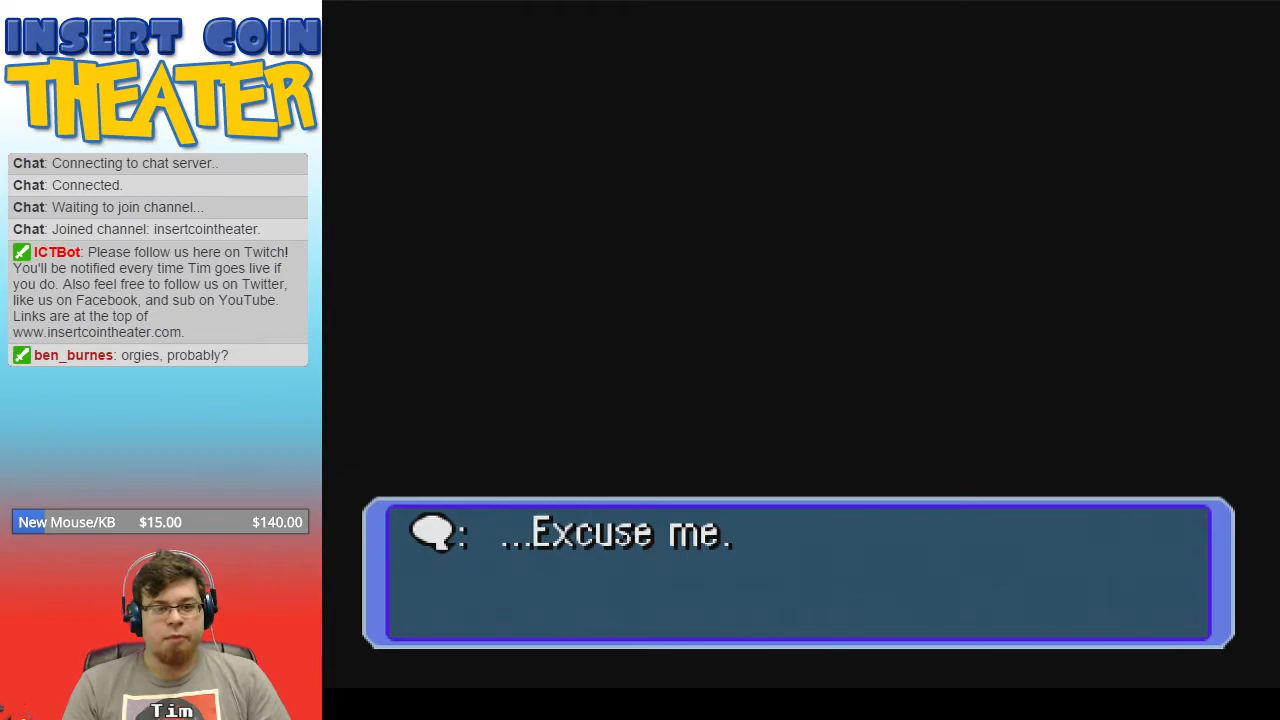 INSERT COIN
THEATER
Chat: Connecting to chat server..
Chat: Connected.
Chat: Waiting to join channel...
Chat: Joined channel: insertcointheater.
ICTBot: Please follow us here on Twitch!
You'll be notified every time Tim goes live if
you do. Also feel free to follow us on Twitter,
like us on Facebook, and sub on YouTube.
Links are at the top of
www.insertcointheater.com.
ben_burnes: orgies, probably?
New Mouse/KB $15.00 $140.00
: ...Excuse me.
Tim